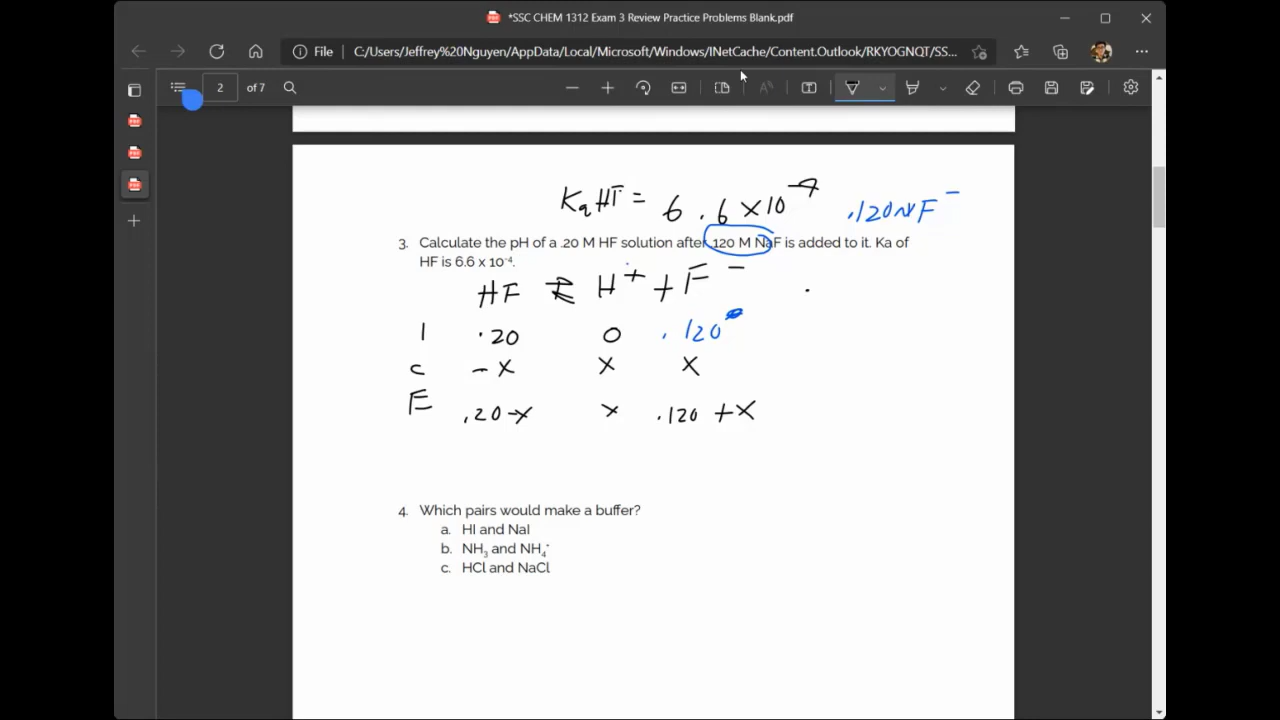 *SSC CHEM 1312 Exam 3 Review Practice Problems Blank.pdf
File C:/Users/Jeffrey%20Nguyen/AppData/Local/Microsoft/Windows/INetCache/Content.Outlook/RKYOGNQT/SS...
2 of 7
Ka HF = 6.6 x 10⁻⁴ .120 M F⁻
3. Calculate the pH of a .20 M HF solution after .120 M NaF is added to it. Ka of
HF is 6.6 x 10⁻⁴.
HF ⇄ H⁺ + F⁻
I .20 0 .120
C -x x x
E .20-x x .120 +x
4. Which pairs would make a buffer?
a. HI and NaI
b. NH₃ and NH₄⁺
c. HCl and NaCl